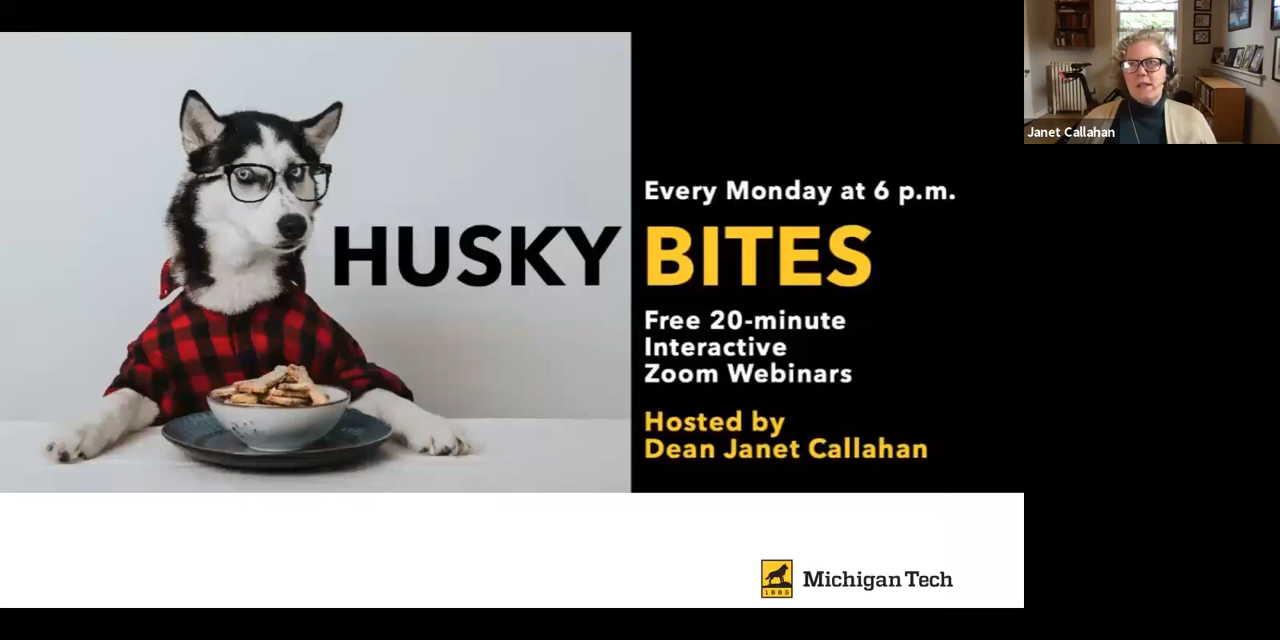 Janet Callahan
Every Monday at 6 p.m.
HUSKY BITES
Free 20-minute
Interactive
Zoom Webinars
Hosted by
Dean Janet Callahan
1885
Michigan Tech